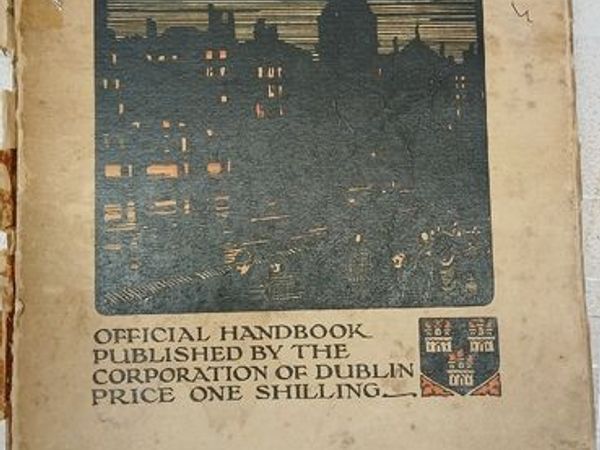 OFFICIAL HANDBOOK
PUBLISHED BY THE
CORPORATION OF DUBLIN
PRICE ONE SHILLING